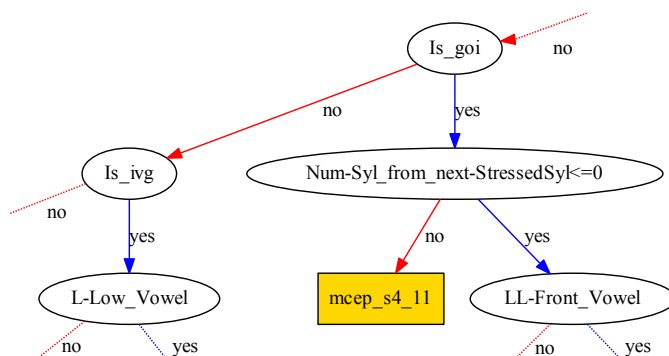 Is_goi
no
no
yes
Is_ivg
Num-Syl_from_next-StressedSyl<=0
no
yes
no
yes
L-Low_Vowel
mcep_s4_11
LL-Front_Vowel
no
yes
no
yes